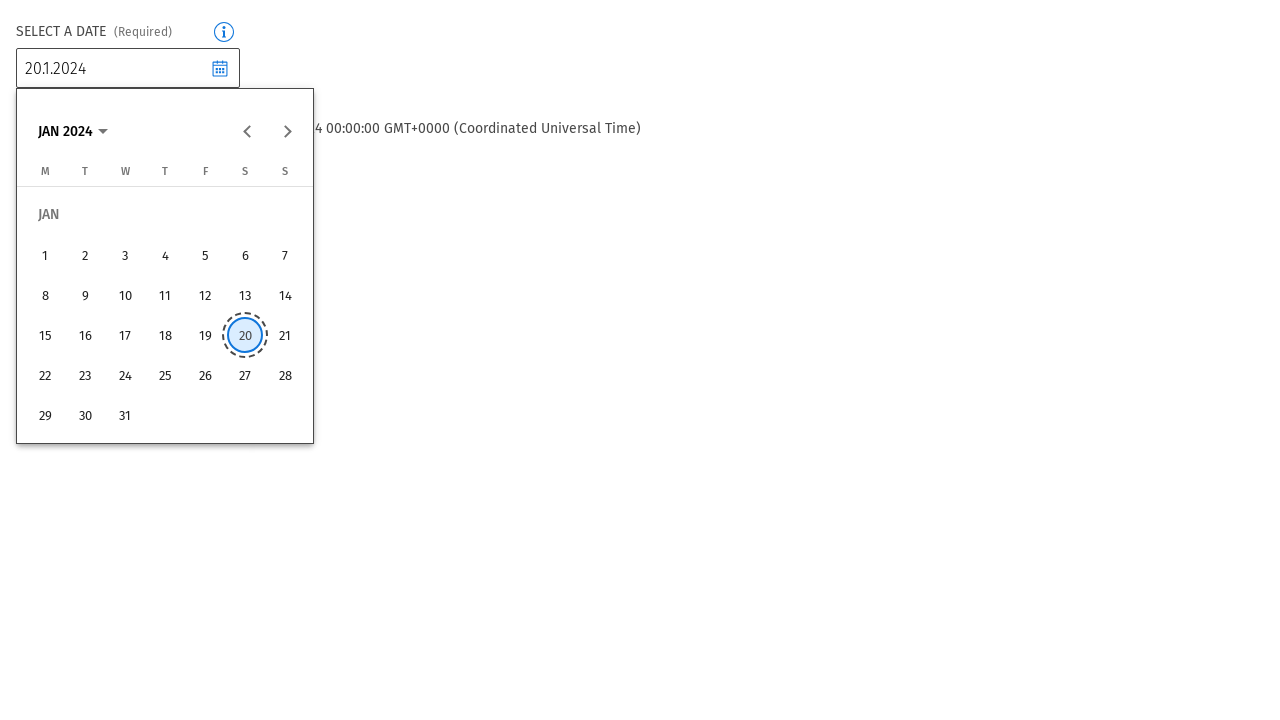 SELECT A DATE (Required)
20.1.2024
JAN 2024
4 00:00:00 GMT+0000 (Coordinated Universal Time)
M T W T F S S
JAN
1 2 3 4 5 6 7
8 9 10 11 12 13 14
15 16 17 18 19 20 21
22 23 24 25 26 27 28
29 30 31